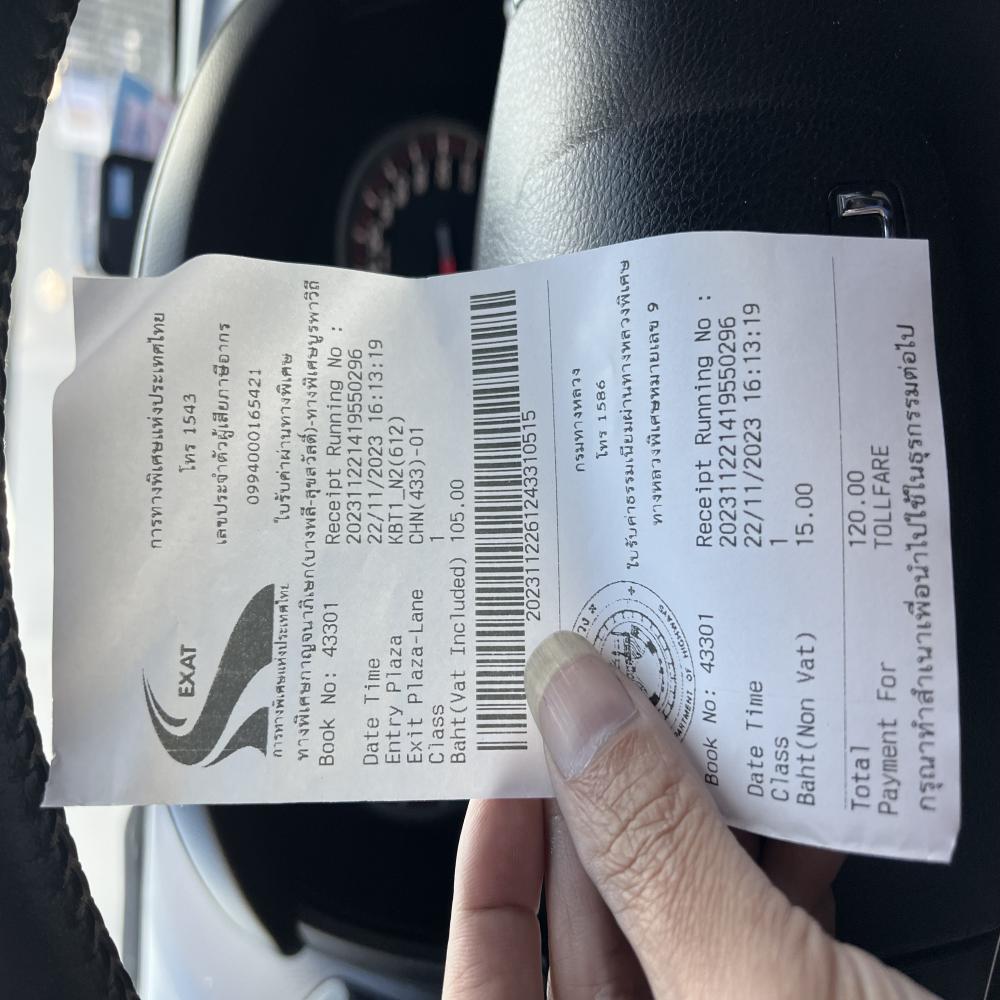 EXAT
การทางพิเศษแห่งประเทศไทย
การทางพิเศษแห่งประเทศไทย
โทร 1543
เลขประจำตัวผู้เสียภาษีอากร
0994000165421
ใบรับค่าผ่านทางพิเศษ
ทางพิเศษกาญจนาภิเษก(บางพลี-สุขสวัสดิ์)-ทางพิเศษบูรพาวิถี
Book No: 43301 Receipt Running No :
2023112214195 50296
Date Time 22/11/2023 16:13:19
Entry Plaza KBT1_N2(612)
Exit Plaza-Lane CHN(433)-01
Class 1
Baht(Vat Included) 105.00
2023112261243310515
กรมทางหลวง
โทร 1586
ใบรับค่าธรรมเนียมผ่านทางหลวงพิเศษ
ทางหลวงพิเศษหมายเลข 9
ARTMENT OF HIGHWAYS
Book No: 43301 Receipt Running No :
202311221419550296
Date Time 22/11/2023 16:13:19
Class 1
Baht(Non Vat) 15.00
Total 120.00
Payment For TOLLFARE
กรุณาทำสำเนาเพื่อนำไปใช้ในธุรกรรมต่อไป